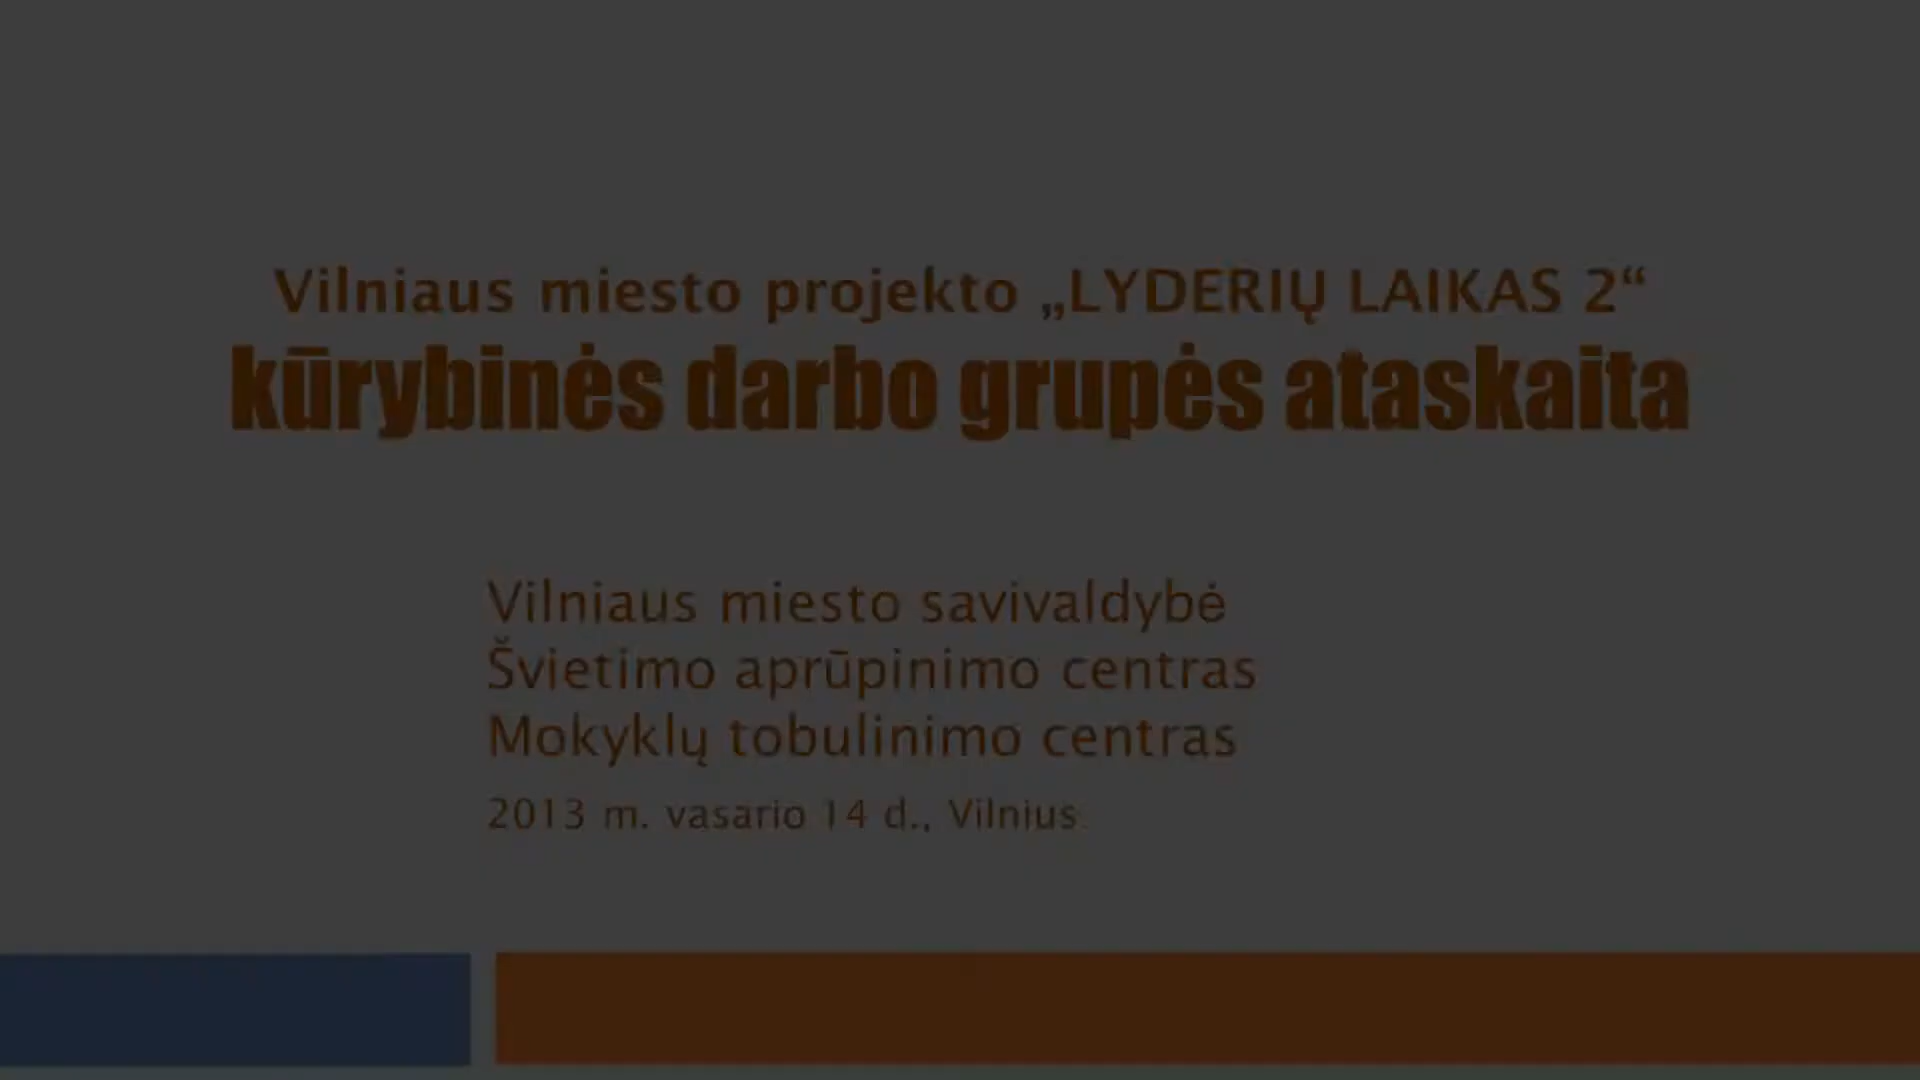 Vilniaus miesto projekto „LYDERIŲ LAIKAS 2“
kūrybinės darbo grupės ataskaita
Vilniaus miesto savivaldybė
Švietimo aprūpinimo centras
Mokyklų tobulinimo centras
2013 m. vasario 14 d., Vilnius